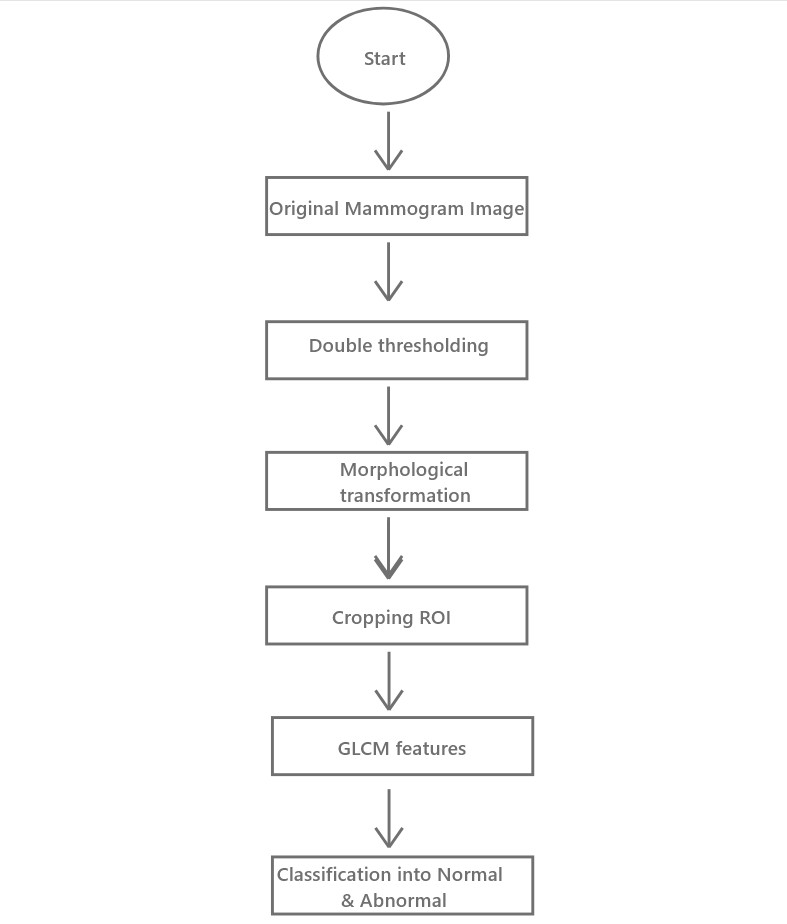 Start
Original Mammogram Image
Double thresholding
Morphological
transformation
Cropping ROI
GLCM features
Classification into Normal
& Abnormal